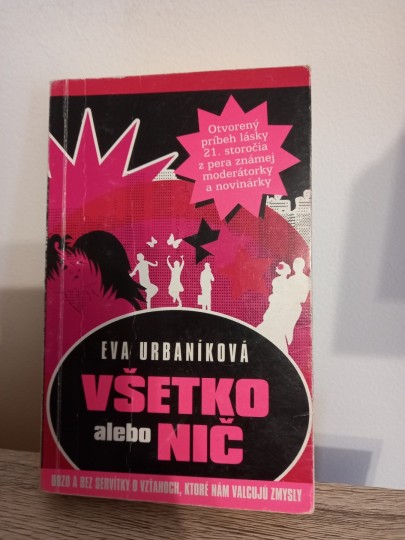 Otvorený
príbeh lásky
21. storočia
z pera známej
moderátorky
a novinárky
EVA URBANÍKOVÁ
VŠETKO
alebo NIČ
DRZO A BEZ SERVÍTKY O VZŤAHOCH, KTORÉ NÁM VALCUJÚ ZMYSLY